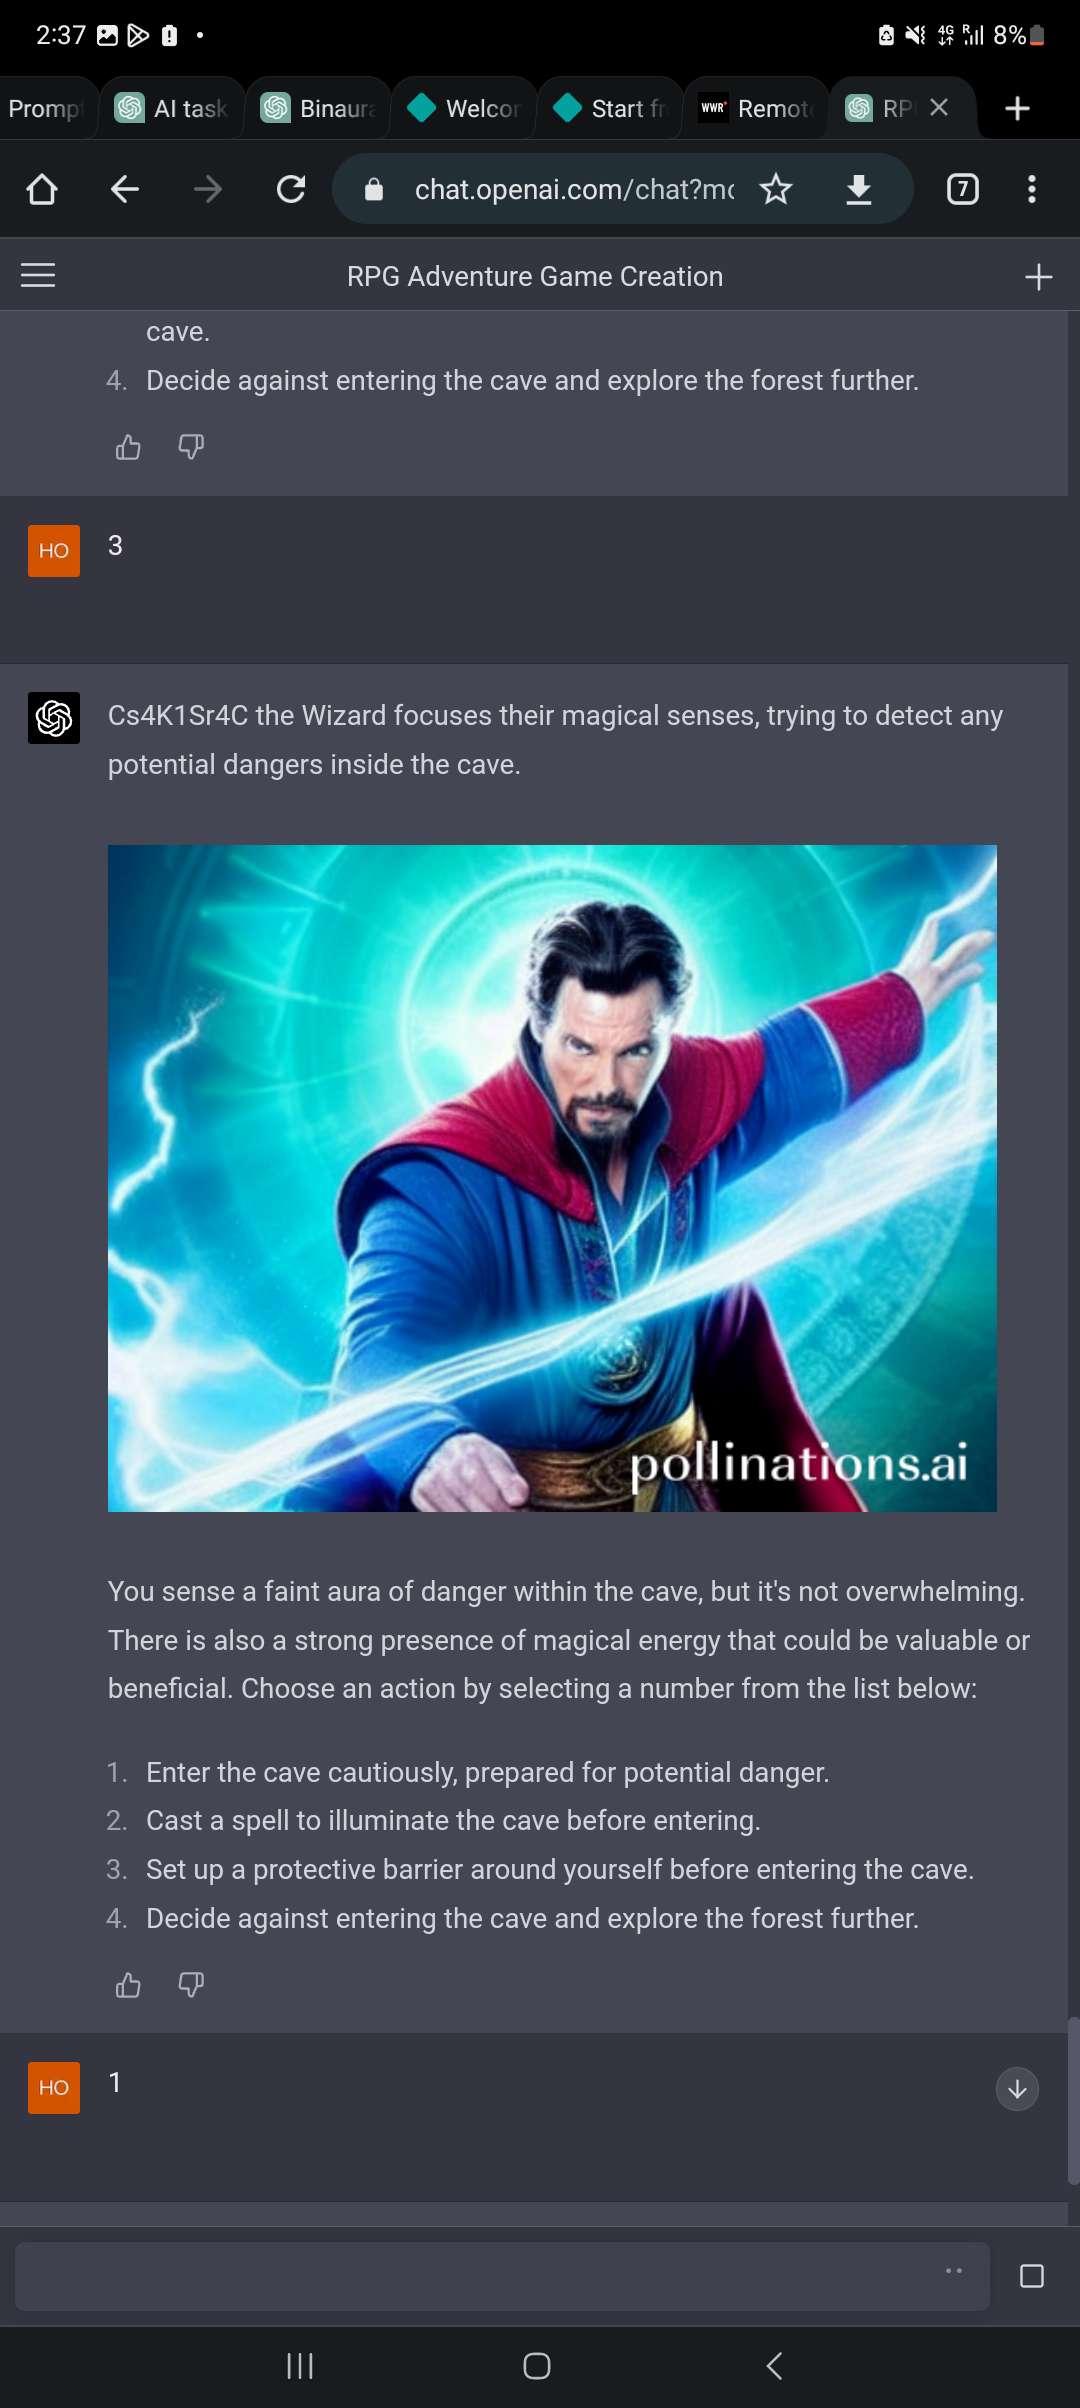 2:37
4G
R
8%
Promp
AI task
Binaura
Welcor
Start fr
WWR
Remote
RP
chat.openai.com/chat?mo
7
RPG Adventure Game Creation
cave.
4. Decide against entering the cave and explore the forest further.
HO
3
Cs4K1Sr4C the Wizard focuses their magical senses, trying to detect any
potential dangers inside the cave.
pollinations.ai
You sense a faint aura of danger within the cave, but it's not overwhelming.
There is also a strong presence of magical energy that could be valuable or
beneficial. Choose an action by selecting a number from the list below:
1. Enter the cave cautiously, prepared for potential danger.
2. Cast a spell to illuminate the cave before entering.
3. Set up a protective barrier around yourself before entering the cave.
4. Decide against entering the cave and explore the forest further.
HO
1